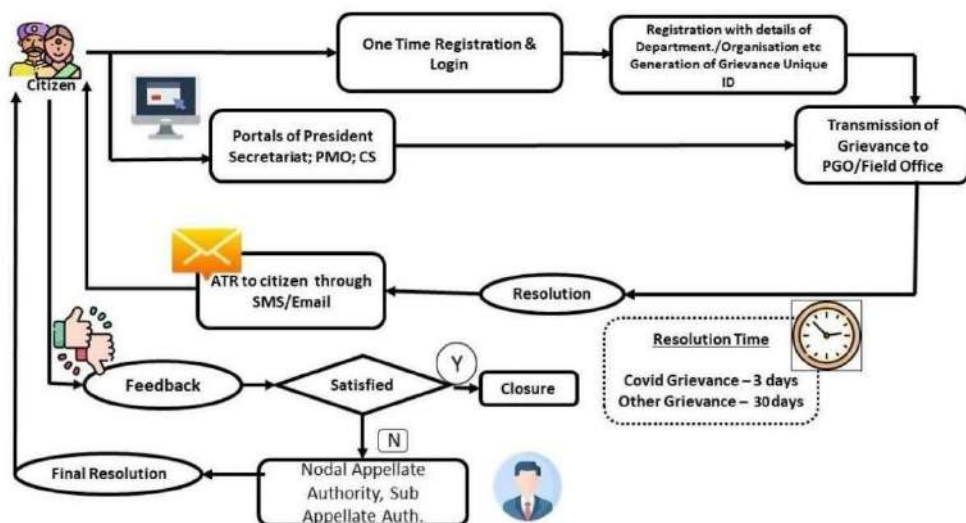 Citizen
One Time Registration &
Login
Registration with details of
Department./Organisation etc
Generation of Grievance Unique
ID
Portals of President
Secretariat; PMO; CS
Transmission of
Grievance to
PGO/Field Office
ATR to citizen through
SMS/Email
Resolution
Resolution Time
Covid Grievance – 3 days
Other Grievance – 30 days
Feedback
Satisfied
Y
Closure
N
Final Resolution
Nodal Appellate
Authority, Sub
Appellate Auth.